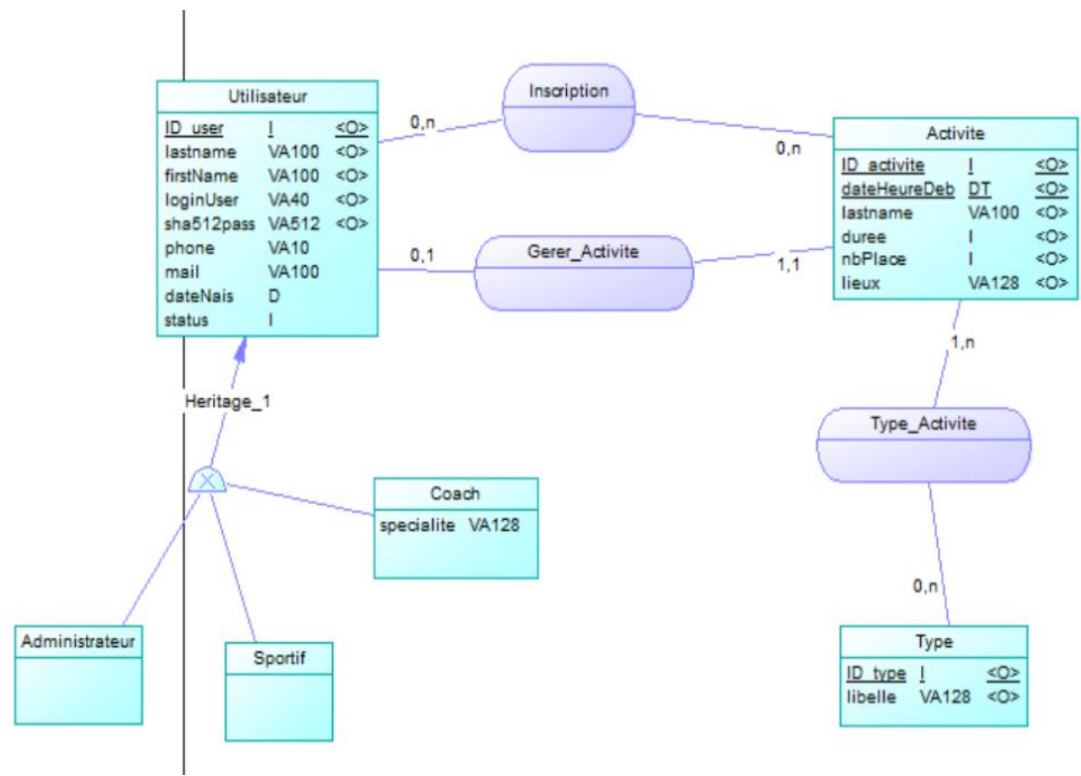 Utilisateur
ID_user I <O>
lastname VA100 <O>
firstName VA100 <O>
loginUser VA40 <O>
sha512pass VA512 <O>
phone VA10
mail VA100
dateNais D
status I
Inscription
0,n
0,n
Activite
ID_activite I <O>
dateHeureDeb DT <O>
lastname VA100 <O>
duree I <O>
nbPlace I <O>
lieux VA128 <O>
0,1
Gerer_Activite
1,1
1,n
Heritage_1
Type_Activite
Coach
specialite VA128
0,n
Administrateur
Sportif
Type
ID_type I <O>
libelle VA128 <O>